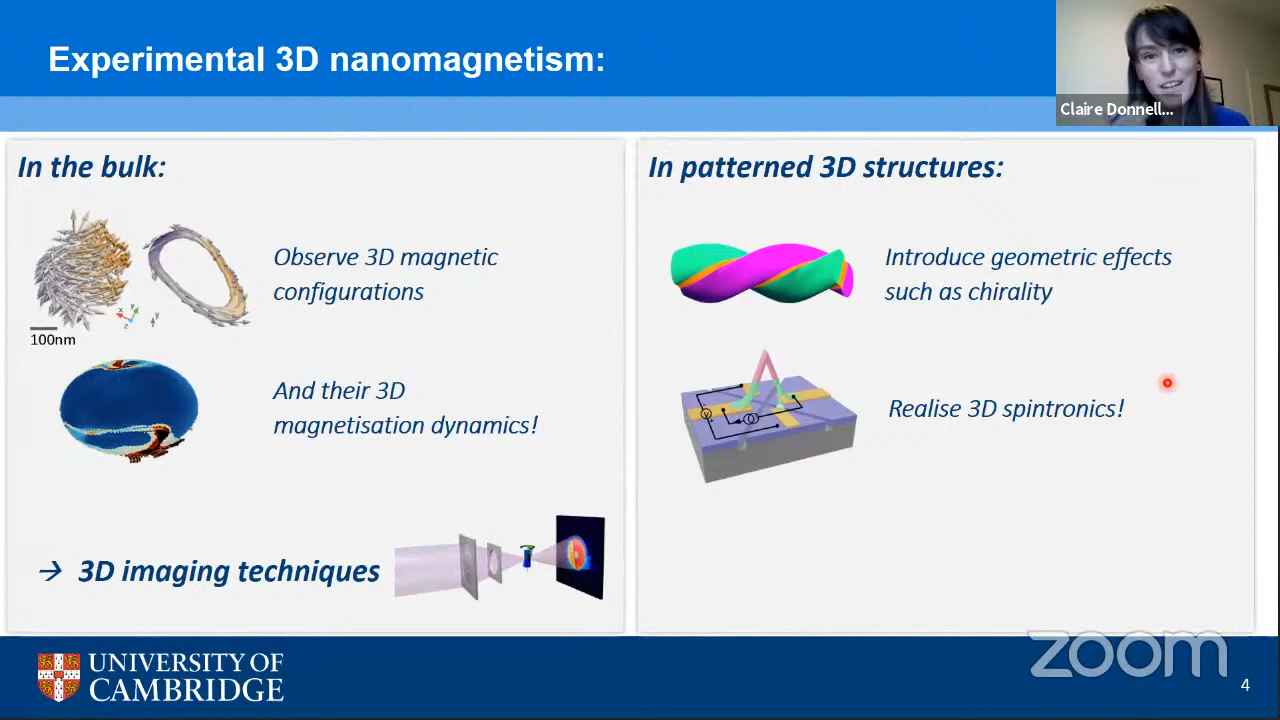 Experimental 3D nanomagnetism:
Claire Donnell...
In the bulk:
Observe 3D magnetic
configurations
100nm
x
y
z
y
And their 3D
magnetisation dynamics!
→ 3D imaging techniques
In patterned 3D structures:
Introduce geometric effects
such as chirality
V
Realise 3D spintronics!
UNIVERSITY OF
CAMBRIDGE
zoom
4